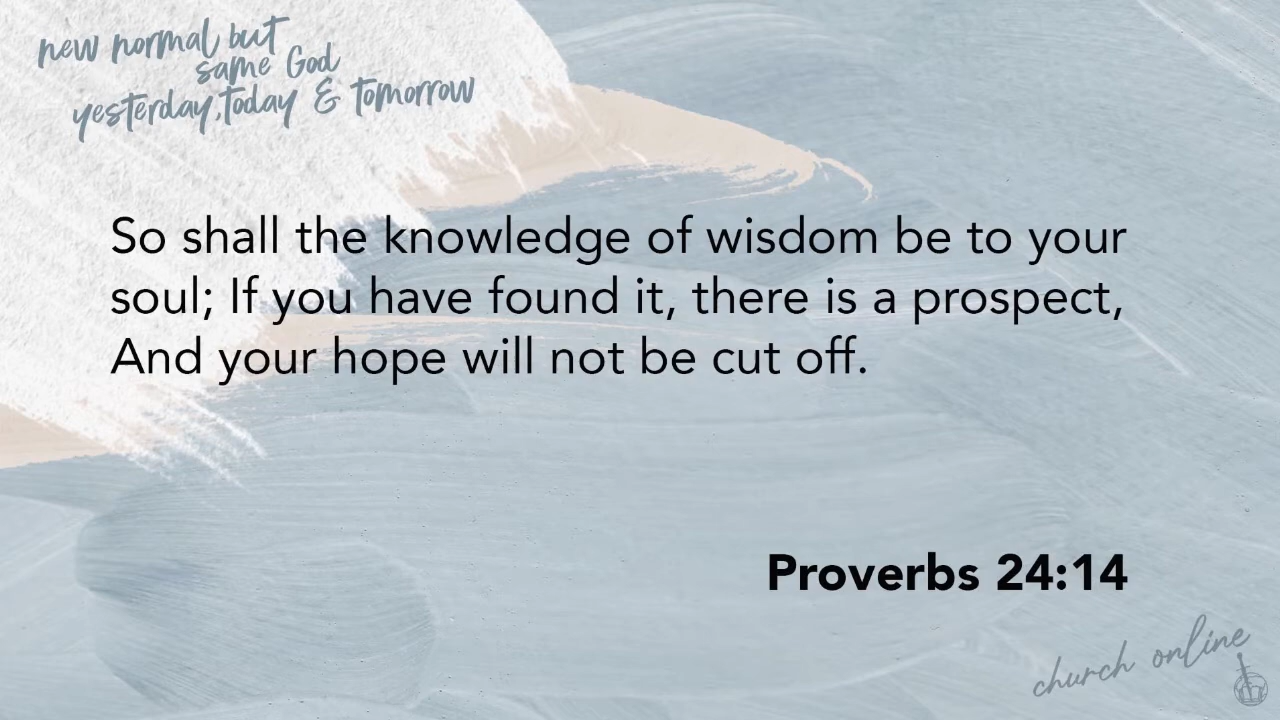 new normal but
same God
yesterday, today & tomorrow
So shall the knowledge of wisdom be to your
soul; If you have found it, there is a prospect,
And your hope will not be cut off.
Proverbs 24:14
church online